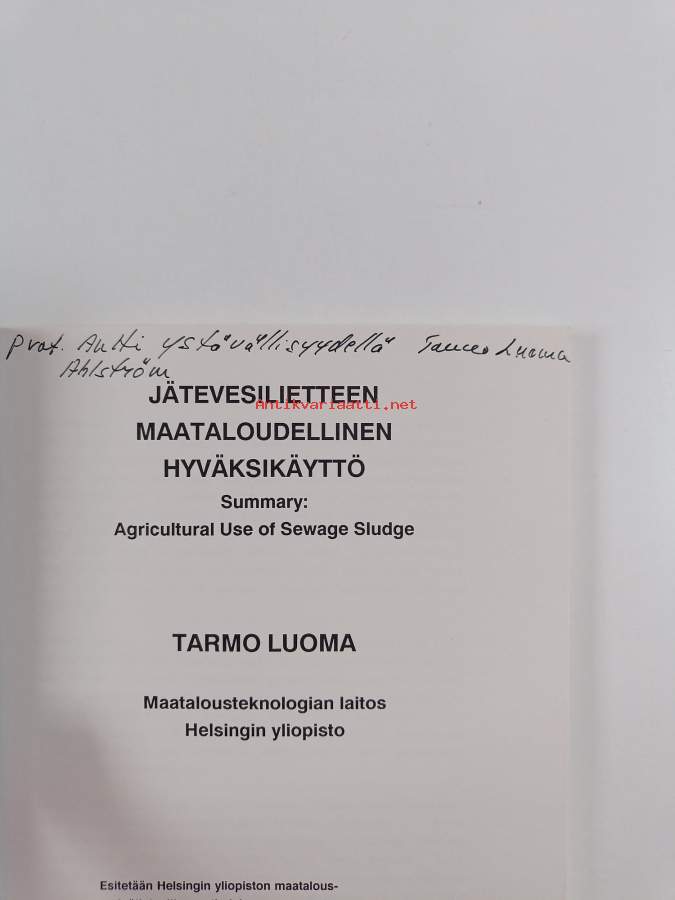 Prof. Antti ystävällisyydellä Tarmo Luoma
Ahlström
JÄTEVESILIETTEEN
Antikvariaatti.net
MAATALOUDELLINEN
HYVÄKSIKÄYTTÖ
Summary:
Agricultural Use of Sewage Sludge
TARMO LUOMA
Maatalousteknologian laitos
Helsingin yliopisto
Esitetään Helsingin yliopiston maatalous-